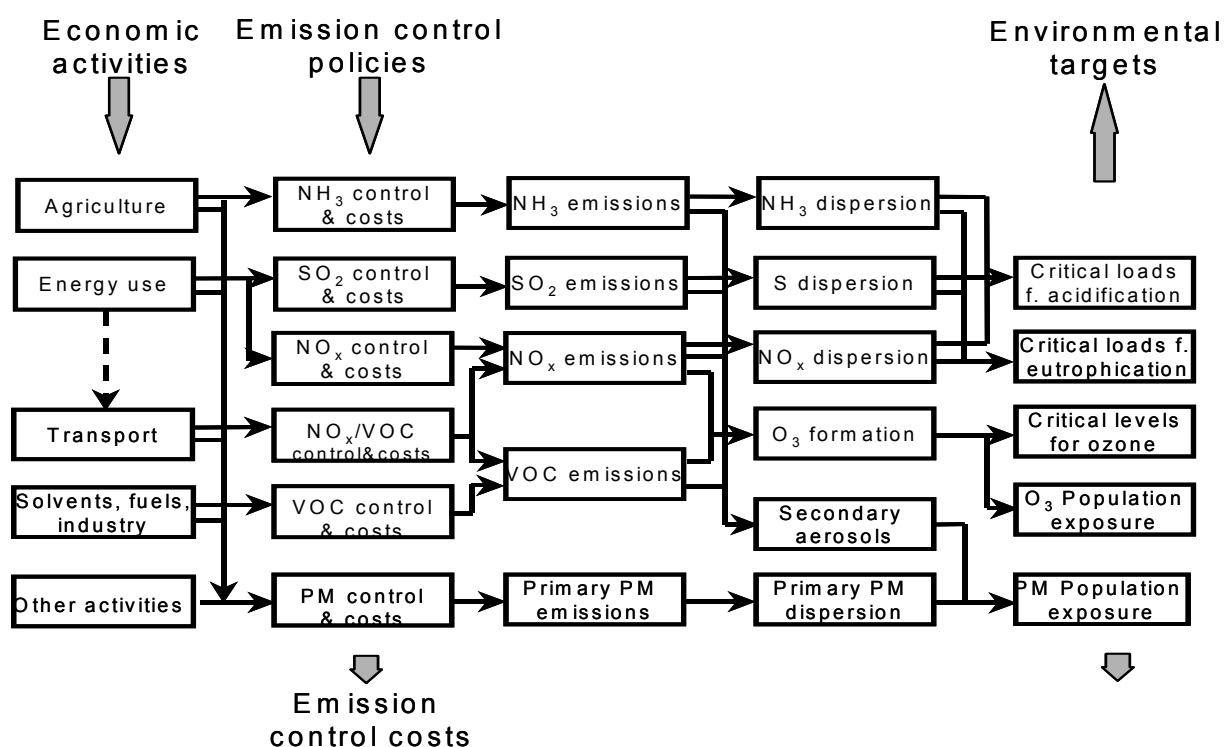 Economic
activities
Emission control
policies
Environmental
targets
Agriculture
NH₃ control
& costs
NH₃ emissions
NH₃ dispersion
Energy use
SO₂ control
& costs
SO₂ emissions
S dispersion
Critical loads
f. acidification
NOₓ control
& costs
NOₓ emissions
NOₓ dispersion
Critical loads f.
eutrophication
Transport
NOₓ/VOC
control&costs
O₃ formation
Critical levels
for ozone
VOC emissions
Solvents, fuels,
industry
VOC control
& costs
Secondary
aerosols
O₃ Population
exposure
Other activities
PM control
& costs
Primary PM
emissions
Primary PM
dispersion
PM Population
exposure
Emission
control costs